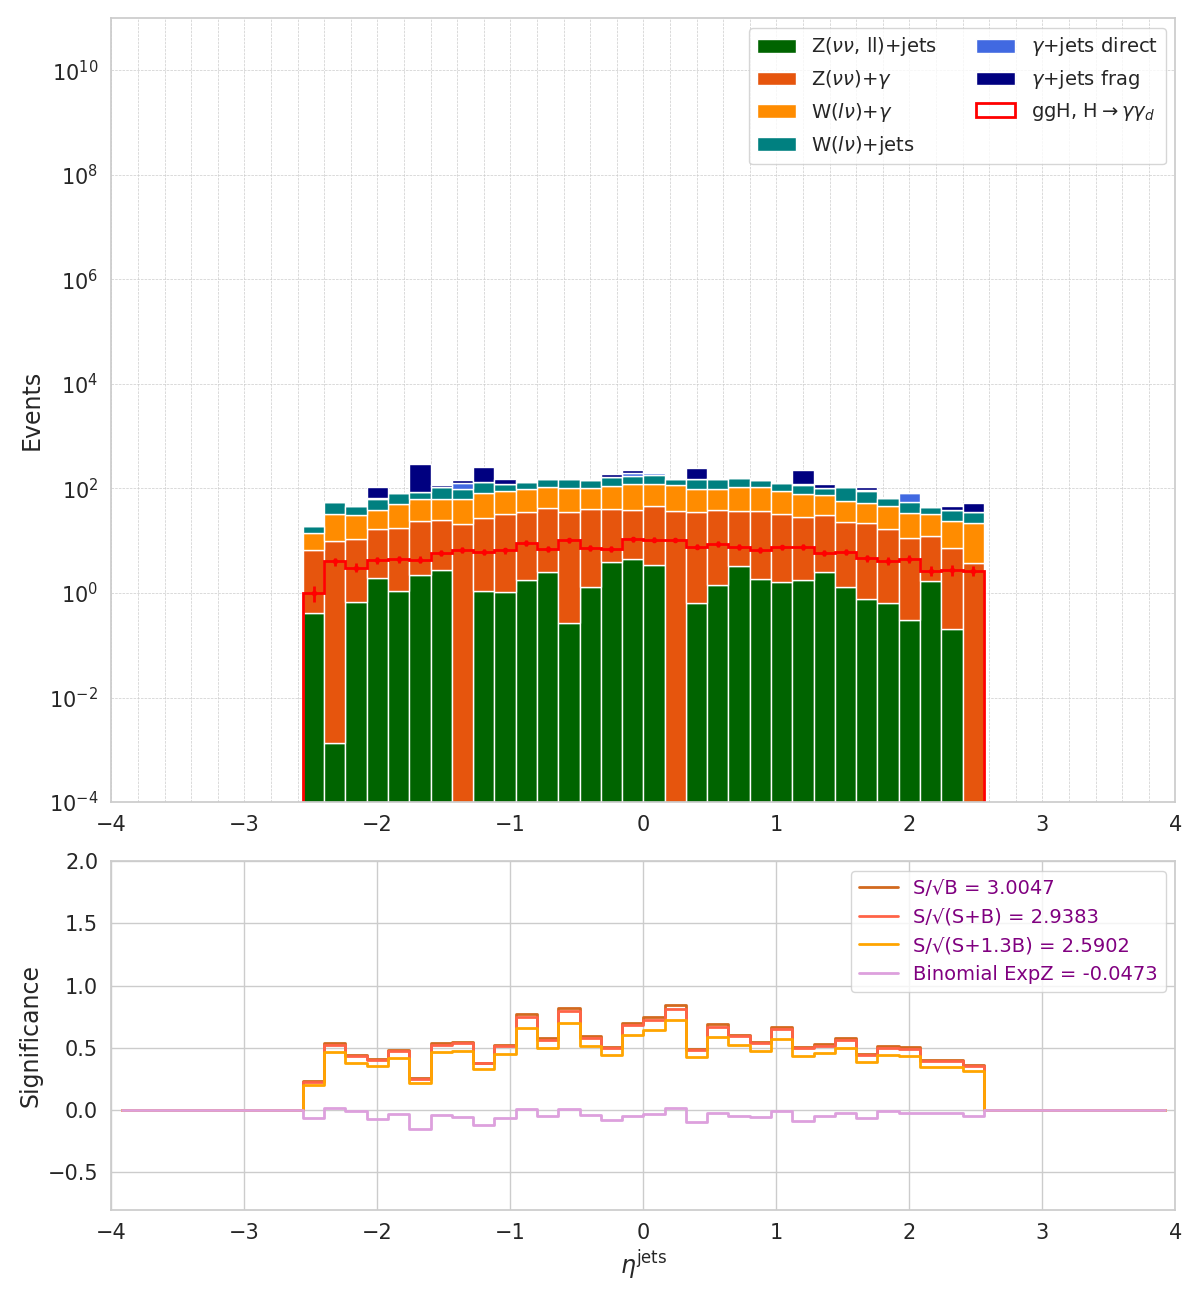 Z(νν, ll)+jets
Z(νν)+γ
W(lν)+γ
W(lν)+jets
γ+jets direct
γ+jets frag
ggH, H→γγ_d
10^10
10^8
10^6
10^4
10^2
10^0
10^−2
10^−4
Events
−4 −3 −2 −1 0 1 2 3 4
S/√B = 3.0047
S/√(S+B) = 2.9383
S/√(S+1.3B) = 2.5902
Binomial ExpZ = -0.0473
2.0
1.5
1.0
0.5
0.0
−0.5
Significance
−4 −3 −2 −1 0 1 2 3 4
η^jets